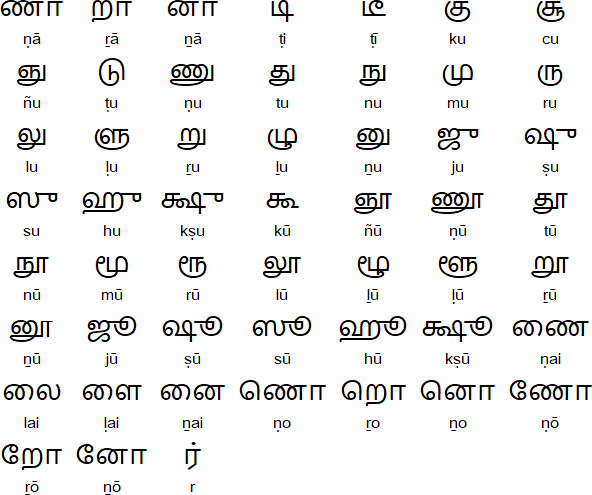 ணா றா னா டி டீ கு சூ
ṇā ṟā ṉā ṭi ṭī ku cu
ஞு டு ணு து நு மு ரு
ñu ṭu ṇu tu nu mu ru
லு ளு று ழு னு ஜு ஷு
lu ḷu ṟu ḻu ṉu ju ṣu
ஸு ஹு க்ஷு கூ ஞூ ணூ தூ
su hu kṣu kū ñū ṇū tū
நூ மூ ரூ லூ ழூ ளூ றூ
nū mū rū lū ḻū ḷū ṟū
னூ ஜூ ஷூ ஸூ ஹூ க்ஷூ ணை
ṉū jū ṣū sū hū kṣū ṇai
லை ளை னை ணொ றொ னொ ணோ
lai ḷai ṉai ṇo ṟo ṉo ṇō
றோ னோ ர்
ṟō ṉō r